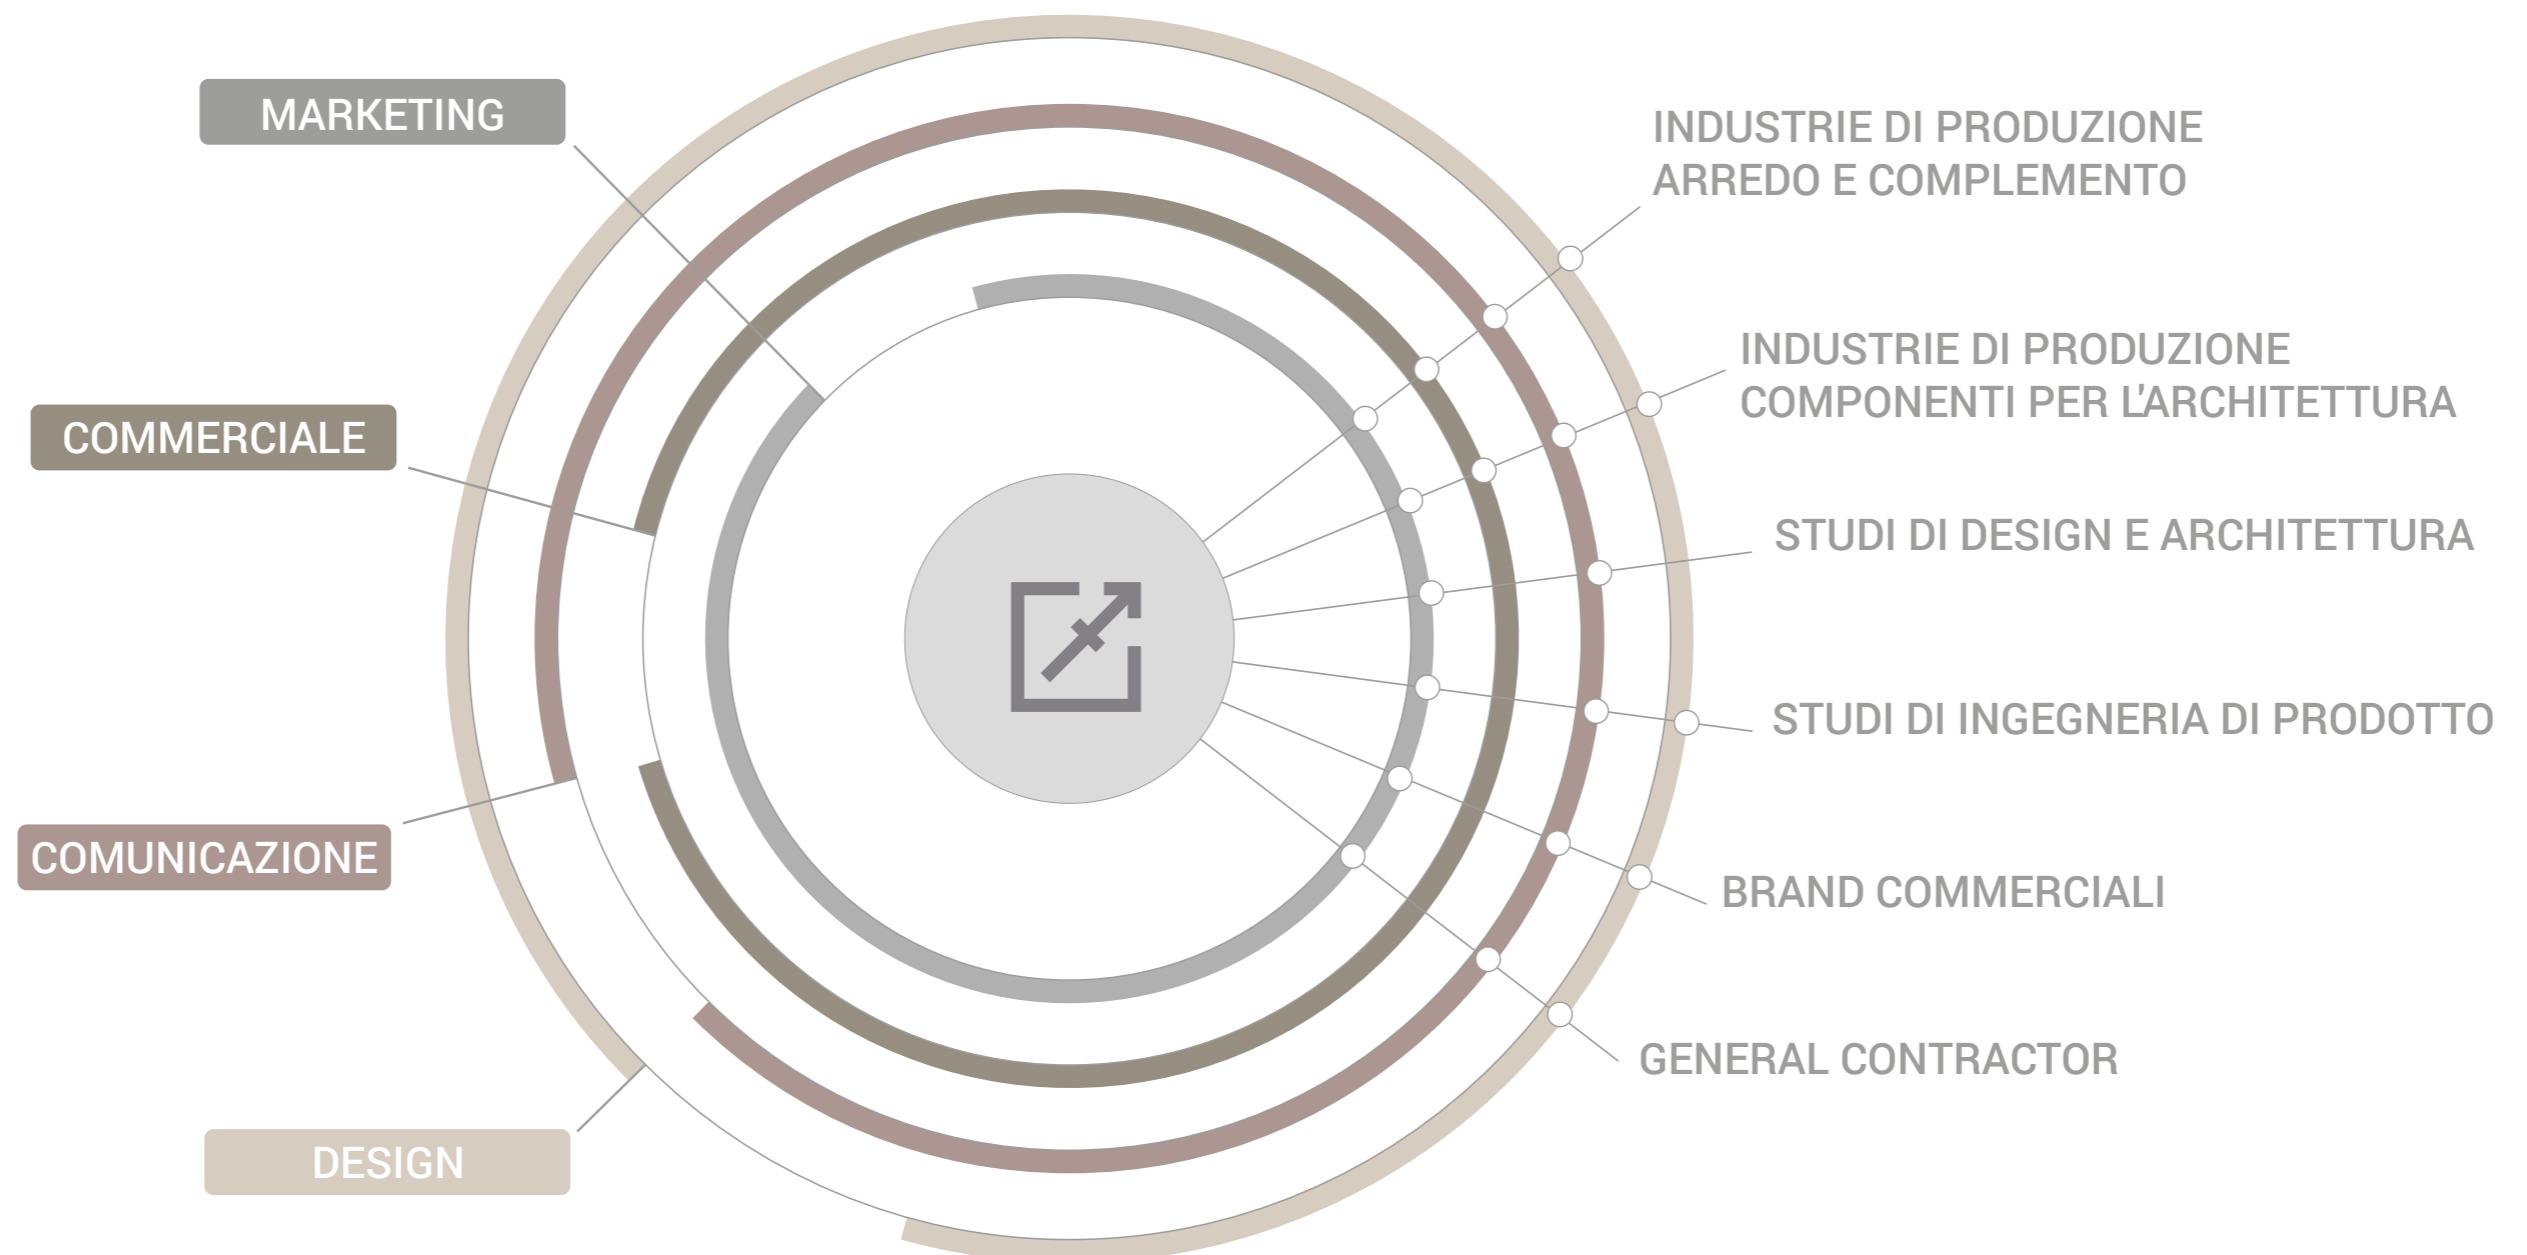 MARKETING
COMMERCIALE
COMUNICAZIONE
DESIGN
INDUSTRIE DI PRODUZIONE
ARREDO E COMPLEMENTO
INDUSTRIE DI PRODUZIONE
COMPONENTI PER L'ARCHITETTURA
STUDI DI DESIGN E ARCHITETTURA
STUDI DI INGEGNERIA DI PRODOTTO
BRAND COMMERCIALI
GENERAL CONTRACTOR